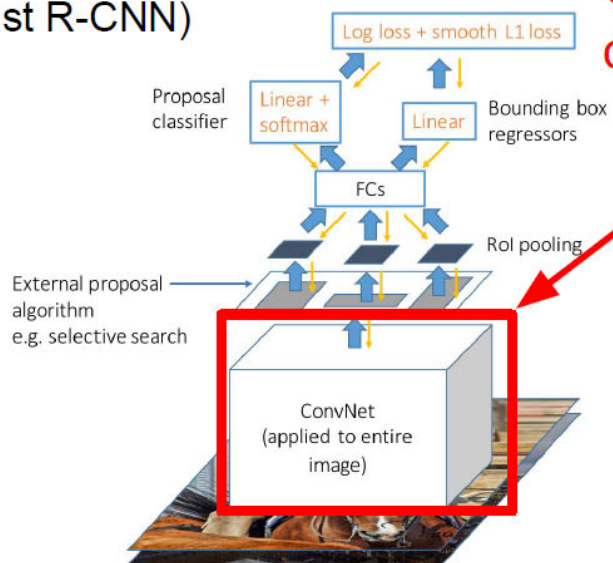 st R-CNN)
Log loss + smooth L1 loss
Proposal
classifier
Linear +
softmax
Linear
Bounding box
regressors
FCs
RoI pooling
External proposal
algorithm
e.g. selective search
ConvNet
(applied to entire
image)